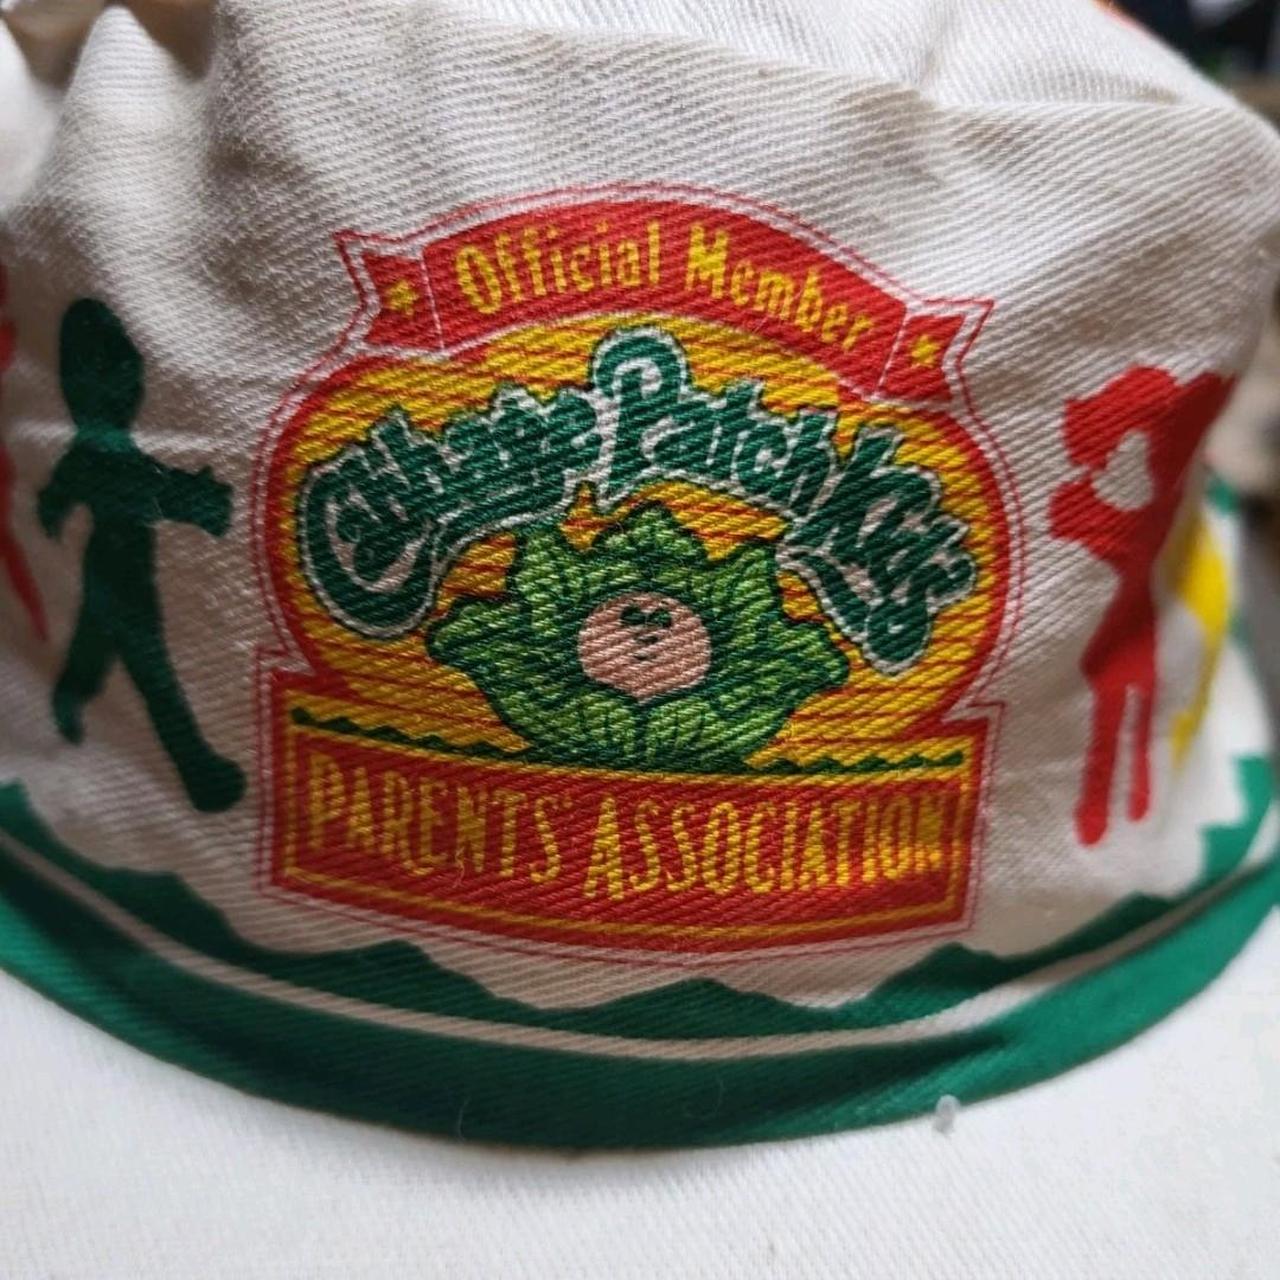 Official Member
Cabbage Patch Kids
PARENTS' ASSOCIATION